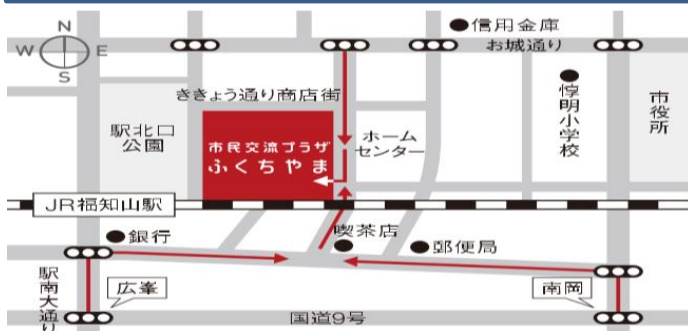 N
W E
S
信用金庫
お城通り
ききょう通り商店街
駅北口
公園
市民交流プラザ
ふくちやま
ホーム
センター
惇明小学校
市役所
JR福知山駅
喫茶店
銀行
郵便局
駅南大通り
広峯
南岡
国道9号